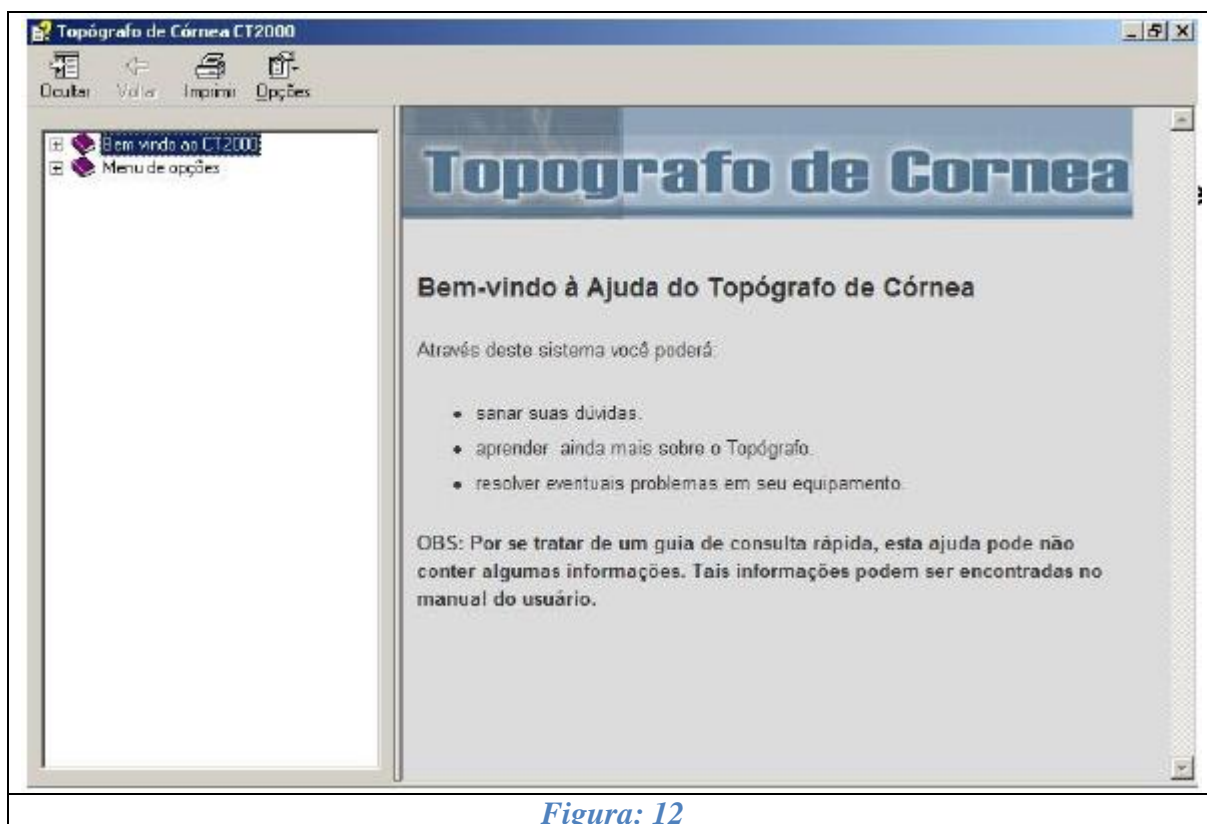 Topógrafo de Córnea CT2000
Ocultar Voltar Imprimir Opções
Bem vindo ao CT2000
Menu de opções
Topografo de Cornea
Bem-vindo à Ajuda do Topógrafo de Córnea
Através deste sistema você poderá:
• sanar suas dúvidas.
• aprender ainda mais sobre o Topógrafo.
• resolver eventuais problemas em seu equipamento.
OBS: Por se tratar de um guia de consulta rápida, esta ajuda pode não
conter algumas informações. Tais informações podem ser encontradas no
manual do usuário.
Figura: 12